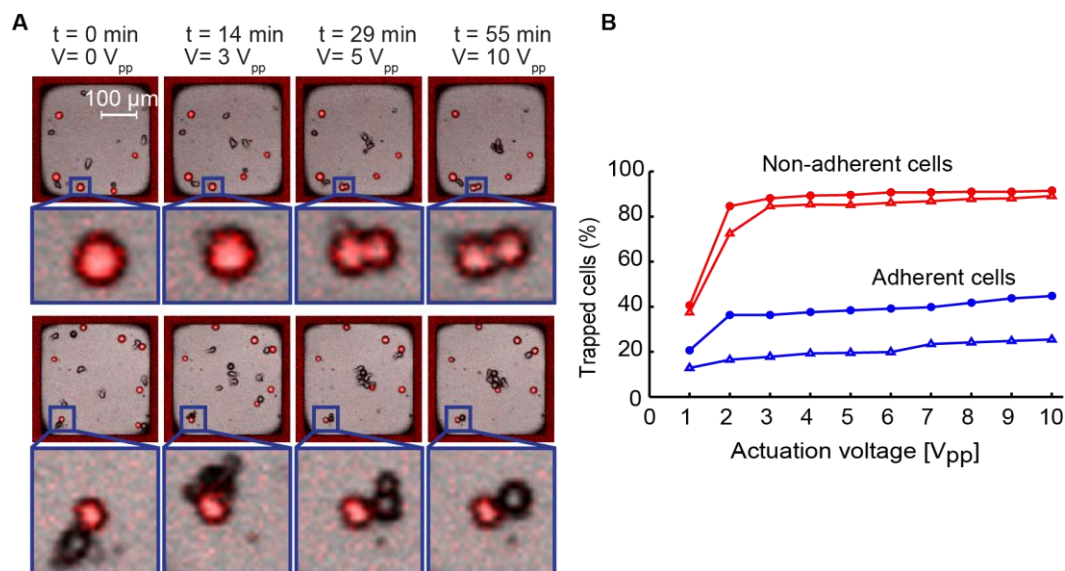 A
t = 0 min t = 14 min t = 29 min t = 55 min
V= 0 Vpp V= 3 Vpp V= 5 Vpp V= 10 Vpp
100 µm
B
100
80
60
40
20
0
Trapped cells (%)
Non-adherent cells
Adherent cells
0 1 2 3 4 5 6 7 8 9 10
Actuation voltage [Vpp]